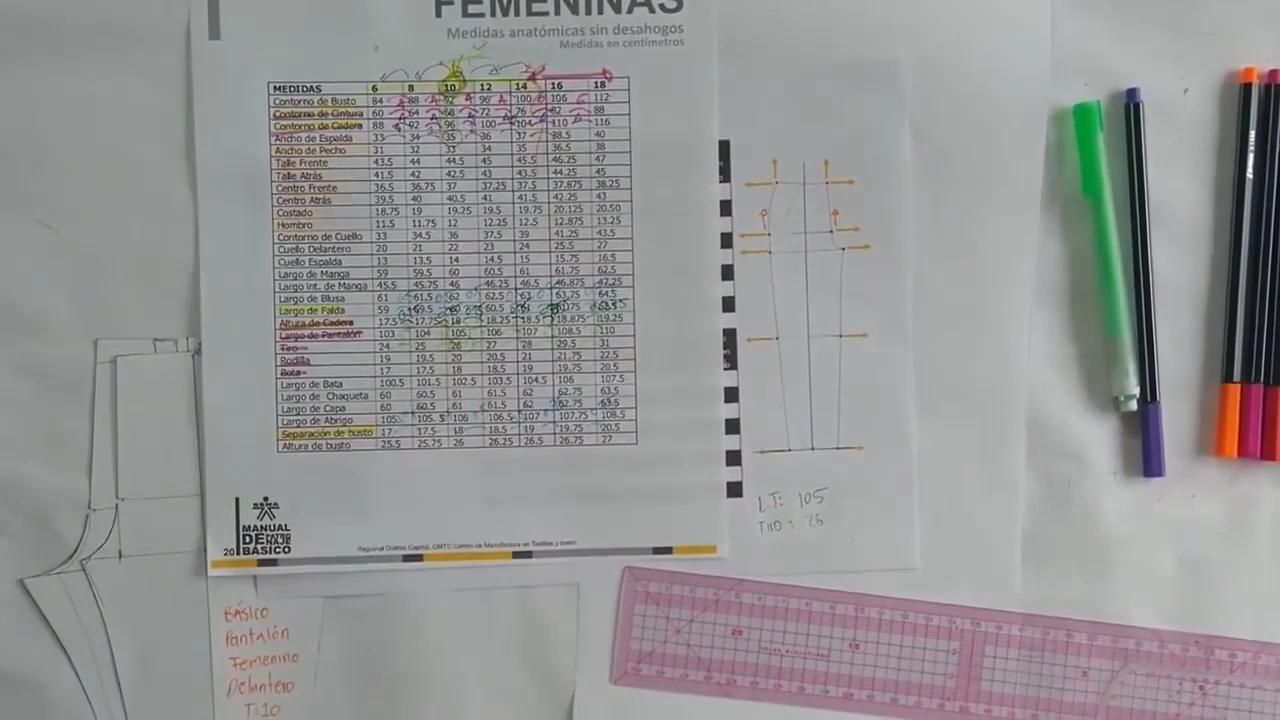 FEMENINAS
Medidas anatómicas sin desahogos
Medidas en centímetros
MEDIDAS 6 8 10 12 14 16 18
Contorno de Busto 84 88 92 96 100 106 112
Contorno de Cintura 60 64 68 72 76 82 88
Contorno de Cadera 88 92 96 100 104 110 116
Ancho de Espalda 33 34 35 36 37 38.5 40
Ancho de Pecho 31 32 33 34 35 36.5 38
Talle Frente 43.5 44 44.5 45 45.5 46.25 47
Talle Atrás 41.5 42 42.5 43 43.5 44.25 45
Centro Frente 36.5 36.75 37 37.25 37.5 37.875 38.25
Centro Atrás 39.5 40 40.5 41 41.5 42.25 43
Costado 18.75 19 19.25 19.5 19.75 20.125 20.50
Hombro 11.5 11.75 12 12.25 12.5 12.875 13.25
Contorno de Cuello 33 34.5 36 37.5 39 41.25 43.5
Cuello Delantero 20 21 22 23 24 25.5 27
Cuello Espalda 13 13.5 14 14.5 15 15.75 16.5
Largo de Manga 59 59.5 60 60.5 61 61.75 62.5
Largo Int. de Manga 45.5 45.75 46 46.25 46.5 46.875 47.25
Largo de Blusa 61 61.5 62 62.5 63 63.75 64.5
Largo de Falda 59 59.5 60 60.5 61
Altura de Cadera 17.5 17.75 18 18.25 18.5 18.875 19.25
Largo de Pantalón 103 104 105 106 107 108.5 110
Tiro 24 25 26 27 28 29.5 31
Rodilla 19 19.5 20 20.5 21 21.75 22.5
Bota 17 17.5 18 18.5 19 19.75 20.5
Largo de Bata 100.5 101.5 102.5 103.5 104.5 106 107.5
Largo de Chaqueta 60 60.5 61 61.5 62 62.75 63.5
Largo de Capa 60 60.5 61 61.5 62 62.75 63.5
Largo de Abrigo 105 105.5 106 106.5 107 107.75 108.5
Separación de busto 17 17.5 18 18.5 19 19.75 20.5
Altura de busto 25.5 25.75 26 26.25 26.5 26.75 27
SENA
MANUAL
DE PATRONAJE
BÁSICO
20
Regional Distrito Capital, CMTC Centro de Manufactura en Textiles y cuero
L.T: 105
TIIO: 26
BÁSICO
Pantalón
Femenino
Delantero
T:10